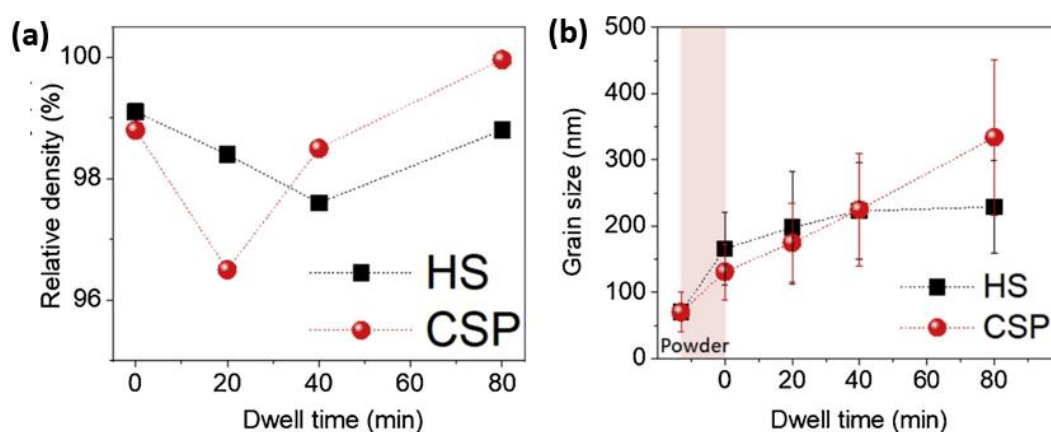 (a)
Relative density (%)
100
98
96
0 20 40 60 80
Dwell time (min)
HS
CSP
(b)
Grain size (nm)
500
400
300
200
100
0
Powder
0 20 40 60 80
Dwell time (min)
HS
CSP